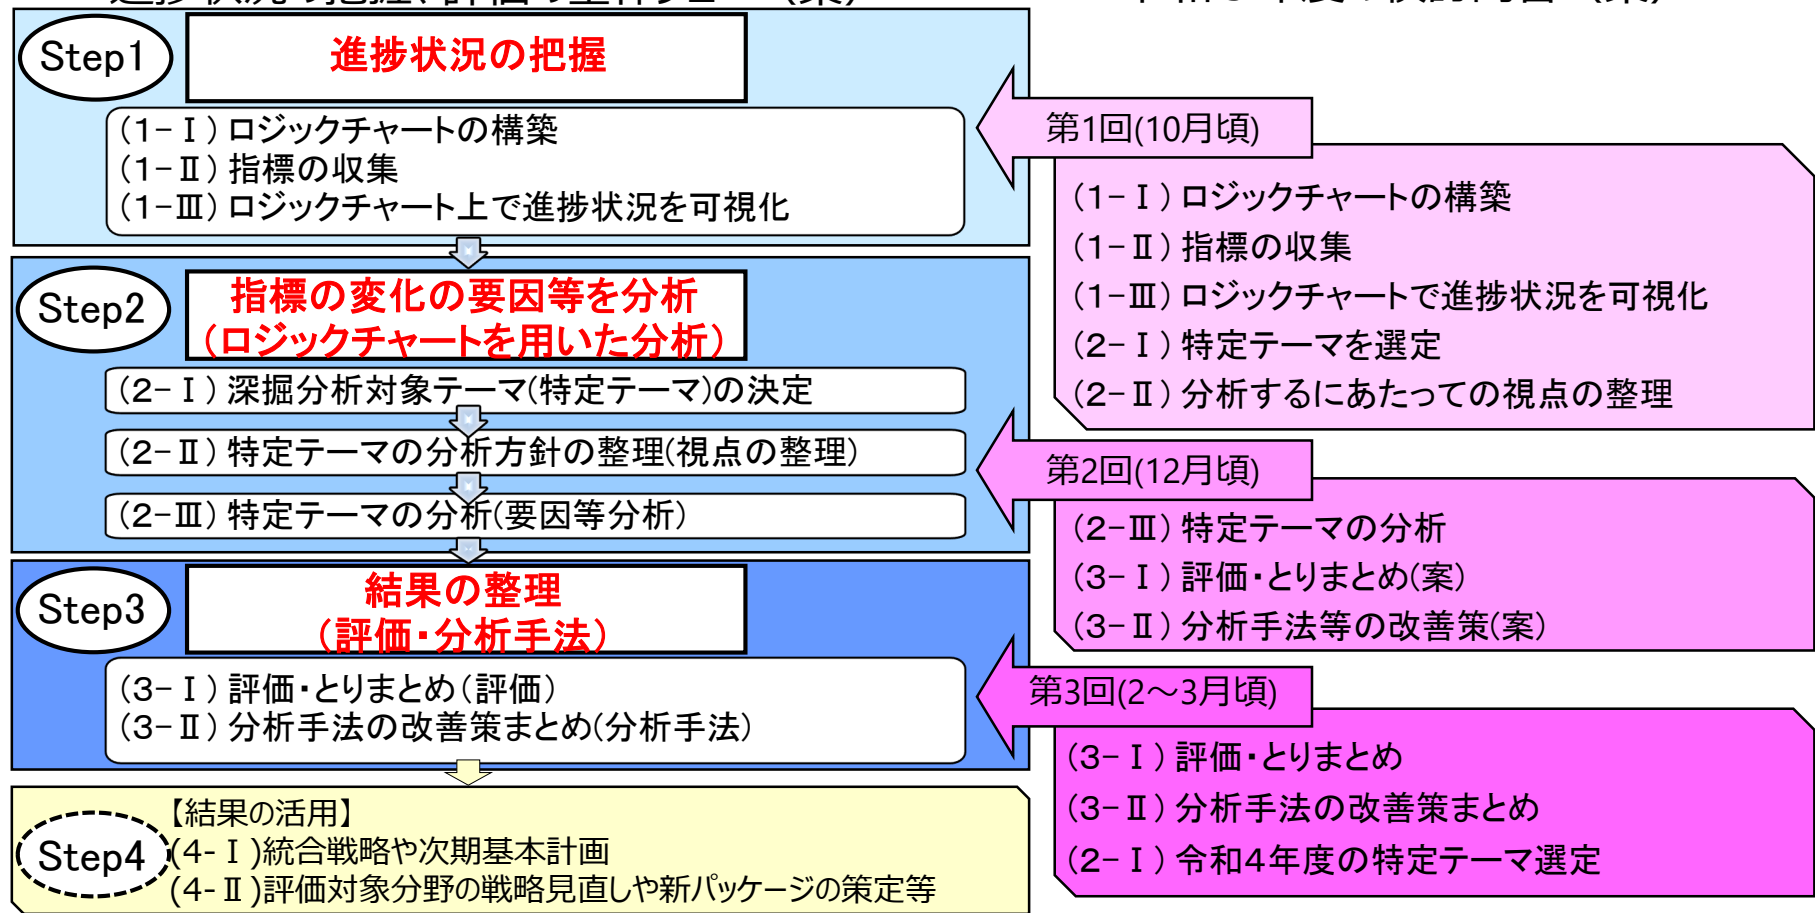 Step1
進捗状況の把握
(1-Ⅰ) ロジックチャートの構築
(1-Ⅱ) 指標の収集
(1-Ⅲ) ロジックチャート上で進捗状況を可視化
Step2
指標の変化の要因等を分析
(ロジックチャートを用いた分析)
(2-Ⅰ) 深掘分析対象テーマ(特定テーマ)の決定
(2-Ⅱ) 特定テーマの分析方針の整理(視点の整理)
(2-Ⅲ) 特定テーマの分析(要因等分析)
Step3
結果の整理
(評価・分析手法)
(3-Ⅰ) 評価・とりまとめ(評価)
(3-Ⅱ) 分析手法の改善策まとめ(分析手法)
Step4
【結果の活用】
(4-Ⅰ)統合戦略や次期基本計画
(4-Ⅱ)評価対象分野の戦略見直しや新パッケージの策定等
第1回(10月頃)
(1-Ⅰ) ロジックチャートの構築
(1-Ⅱ) 指標の収集
(1-Ⅲ) ロジックチャートで進捗状況を可視化
(2-Ⅰ) 特定テーマを選定
(2-Ⅱ) 分析するにあたっての視点の整理
第2回(12月頃)
(2-Ⅲ) 特定テーマの分析
(3-Ⅰ) 評価・とりまとめ(案)
(3-Ⅱ) 分析手法等の改善策(案)
第3回(2～3月頃)
(3-Ⅰ) 評価・とりまとめ
(3-Ⅱ) 分析手法の改善策まとめ
(2-Ⅰ) 令和4年度の特定テーマ選定